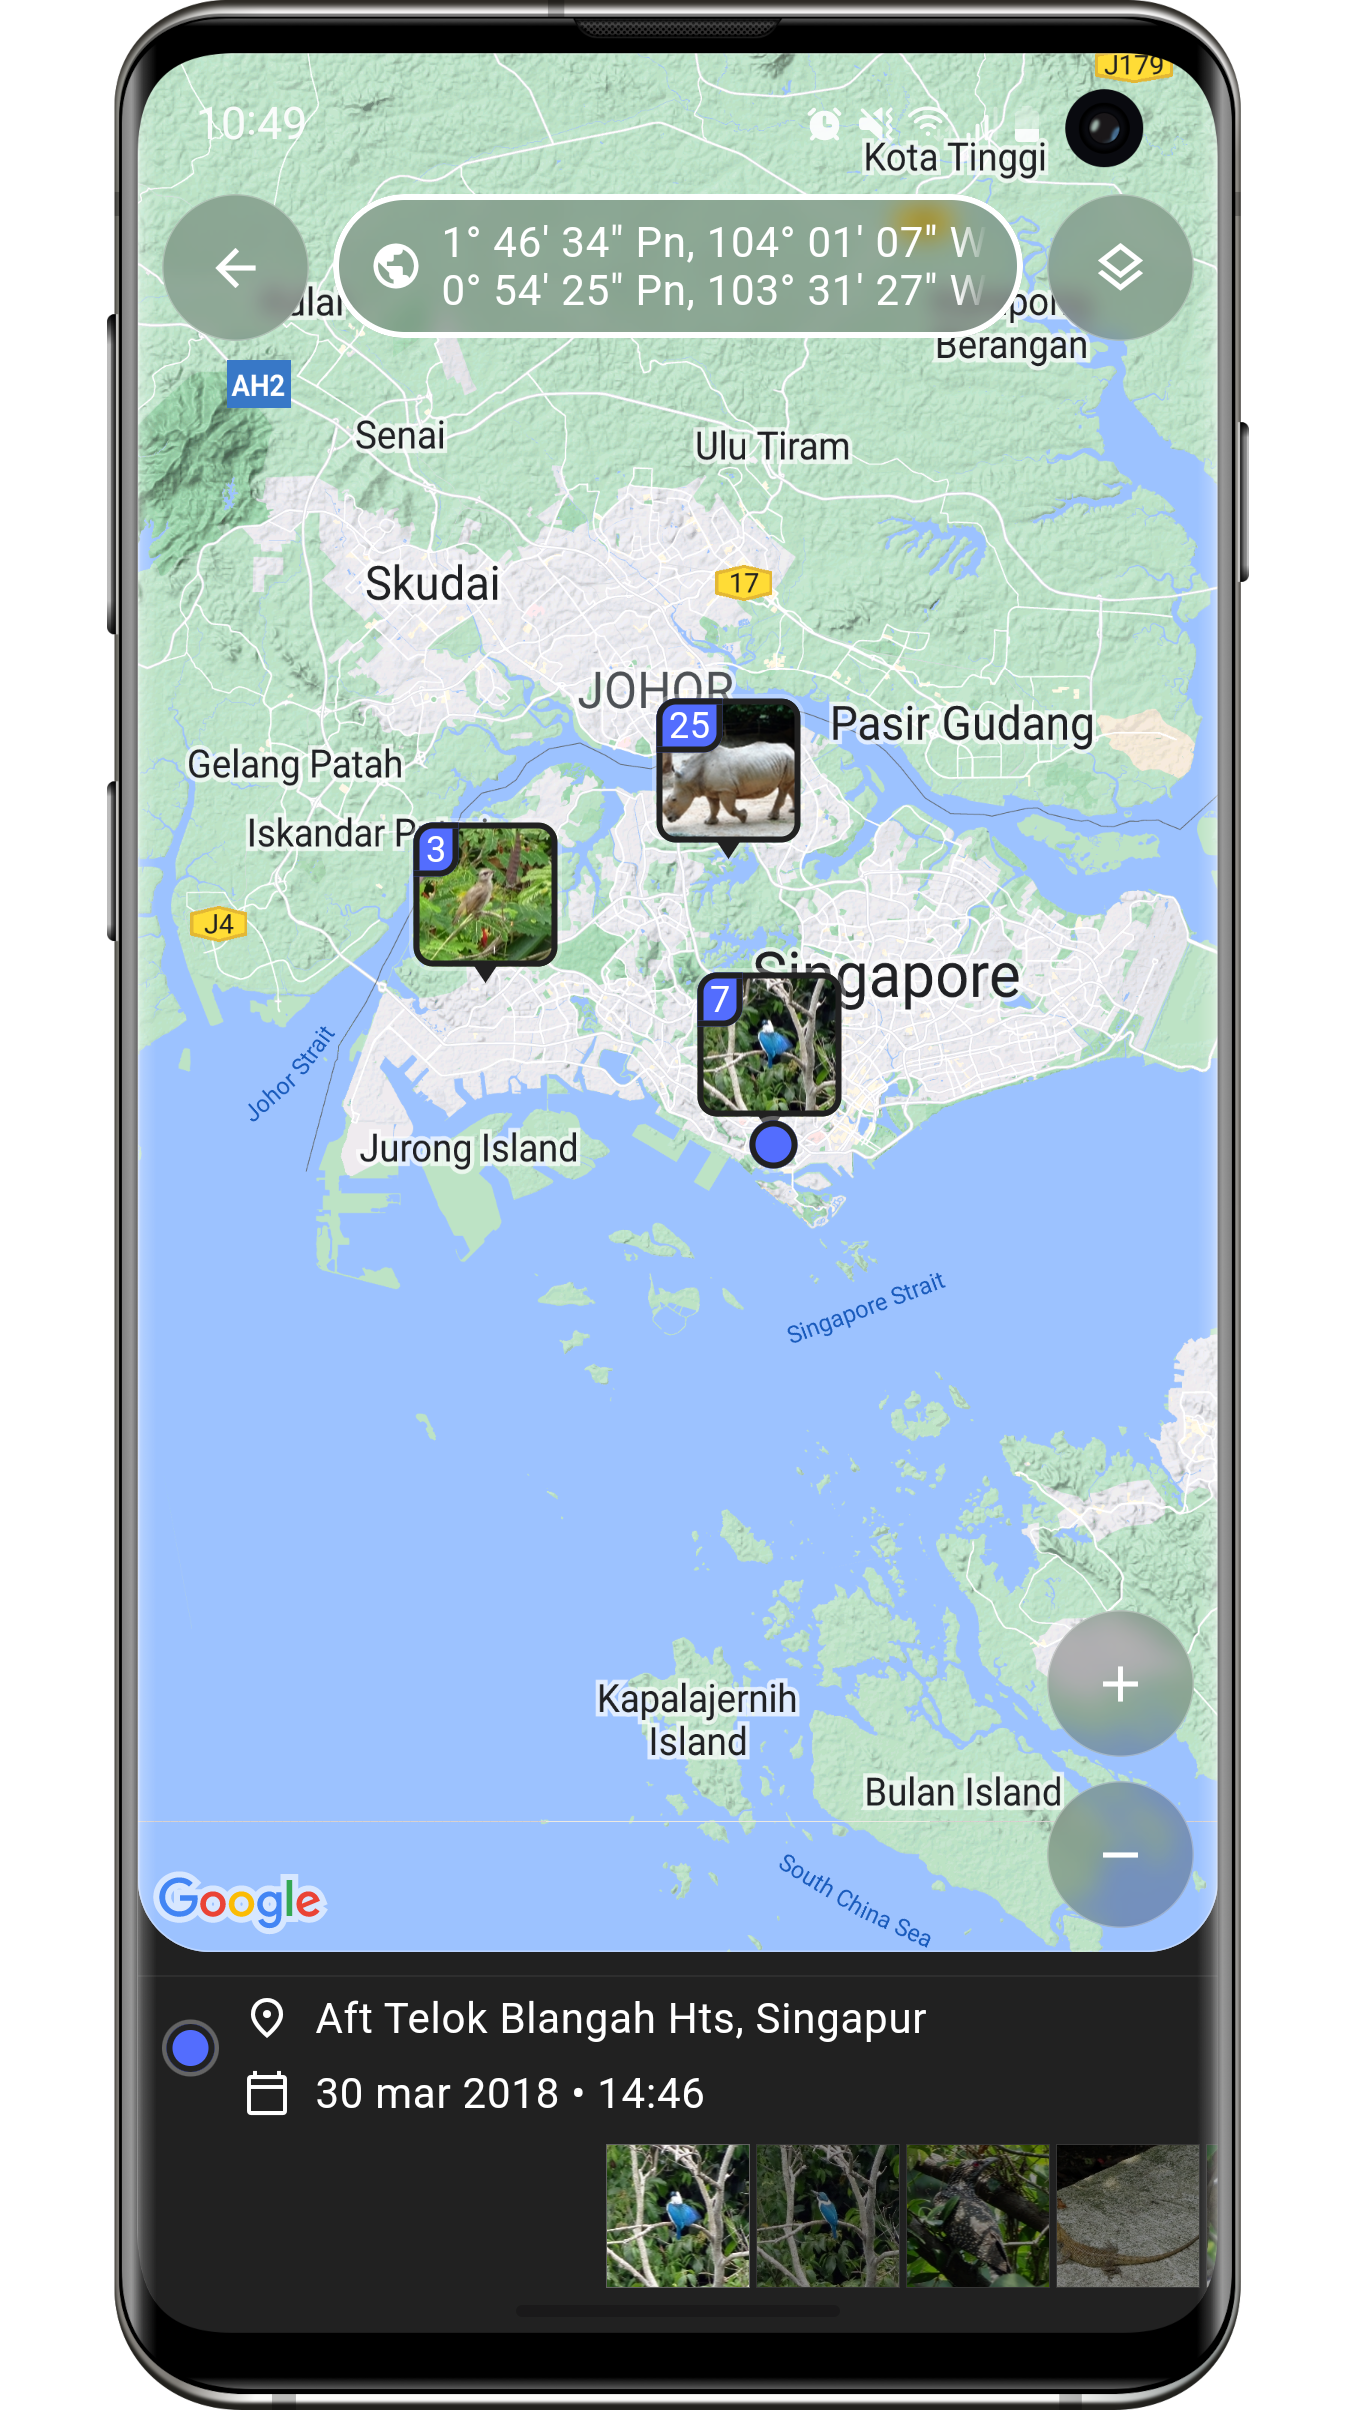 J179
10:49
Kota Tinggi
1° 46' 34" Pn, 104° 01' 07" W
0° 54' 25" Pn, 103° 31' 27" W
Berangan
AH2
Senai
Ulu Tiram
Skudai
17
JOHOR
25
Pasir Gudang
Gelang Patah
Iskandar
3
J4
Singapore
7
Johor Strait
Jurong Island
Singapore Strait
Kapalajernih
Island
Bulan Island
South China Sea
Google
Aft Telok Blangah Hts, Singapur
30 mar 2018 • 14:46